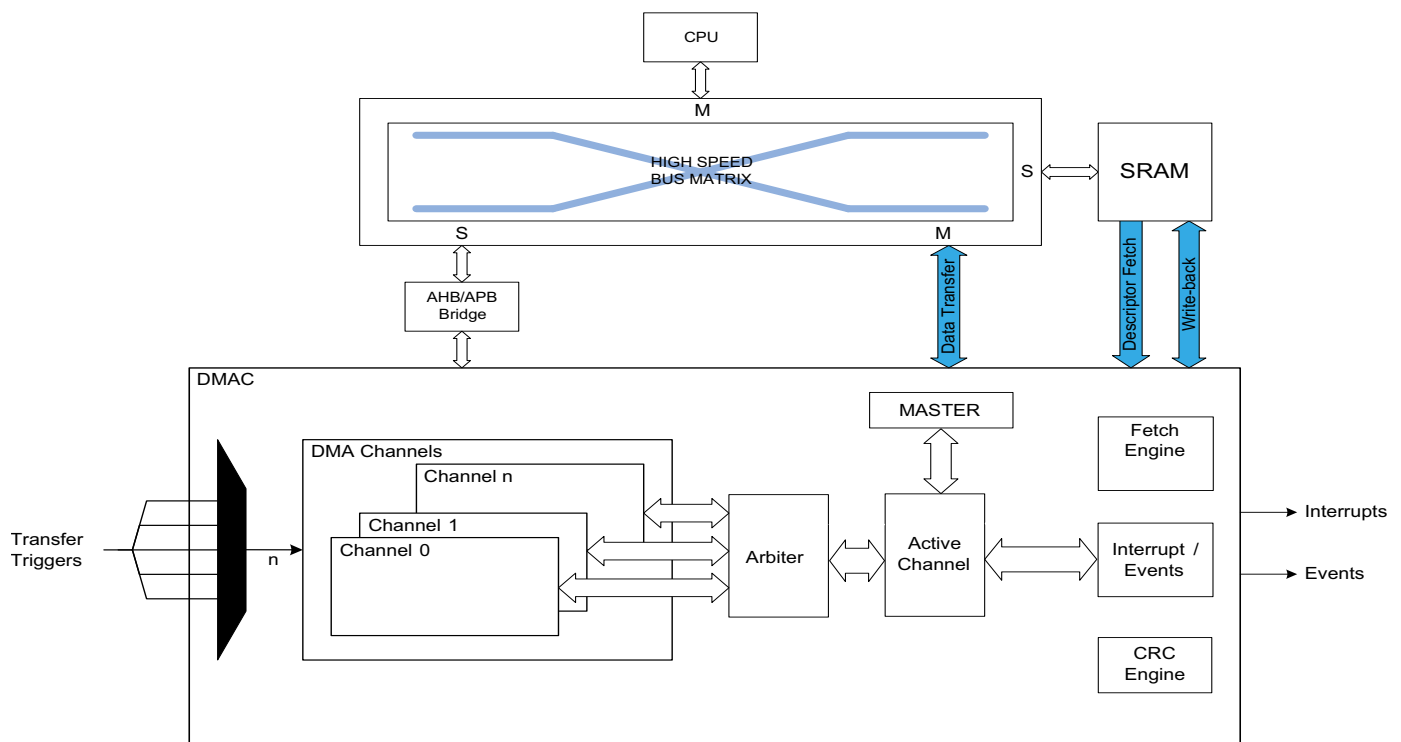 CPU
M
HIGH SPEED
BUS MATRIX
S
SRAM
S
M
AHB/APB
Bridge
Data Transfer
Descriptor Fetch
Write-back
DMAC
MASTER
DMA Channels
Channel n
Channel 1
Channel 0
Transfer
Triggers
n
Arbiter
Active
Channel
Fetch
Engine
Interrupt /
Events
CRC
Engine
Interrupts
Events